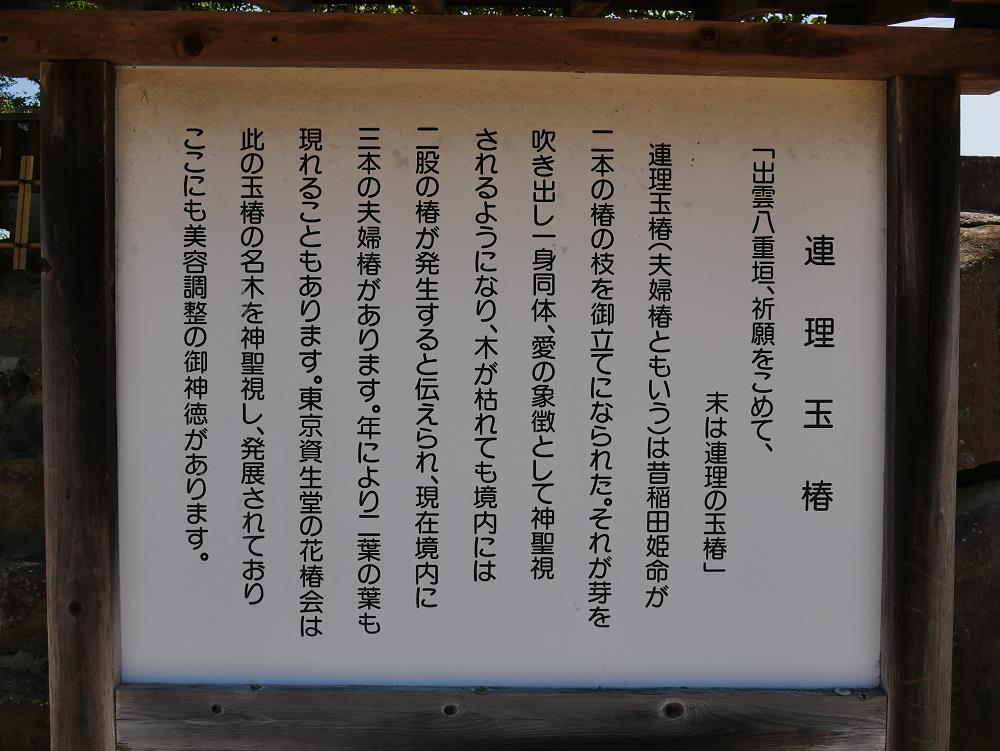 連理玉椿
「出雲八重垣、祈願をこめて、
末は連理の玉椿」
連理玉椿(夫婦椿ともいう)は昔稲田姫命が
二本の椿の枝を御立てになられた。それが芽を
吹き出し一身同体、愛の象徴として神聖視
されるようになり、木が枯れても境内には
二股の椿が発生すると伝えられ、現在境内に
三本の夫婦椿があります。年により二葉の葉も
現れることもあります。東京資生堂の花椿会は
此の玉椿の名木を神聖視し、発展されており
ここにも美容調整の御神徳があります。